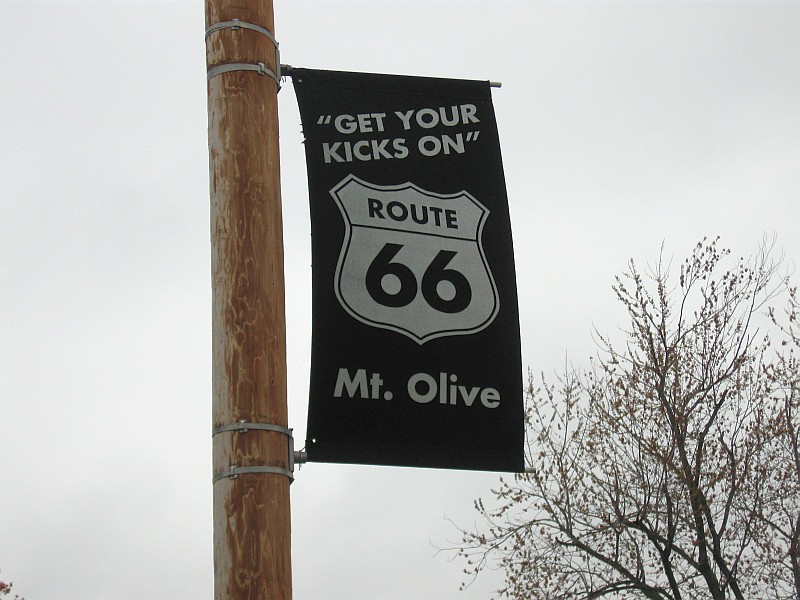 “GET YOUR
KICKS ON”
ROUTE
66
Mt. Olive